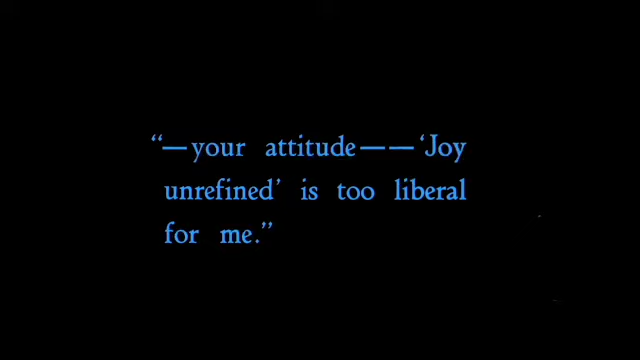 “—your attitude——‘Joy
unrefined’ is too liberal
for me.”